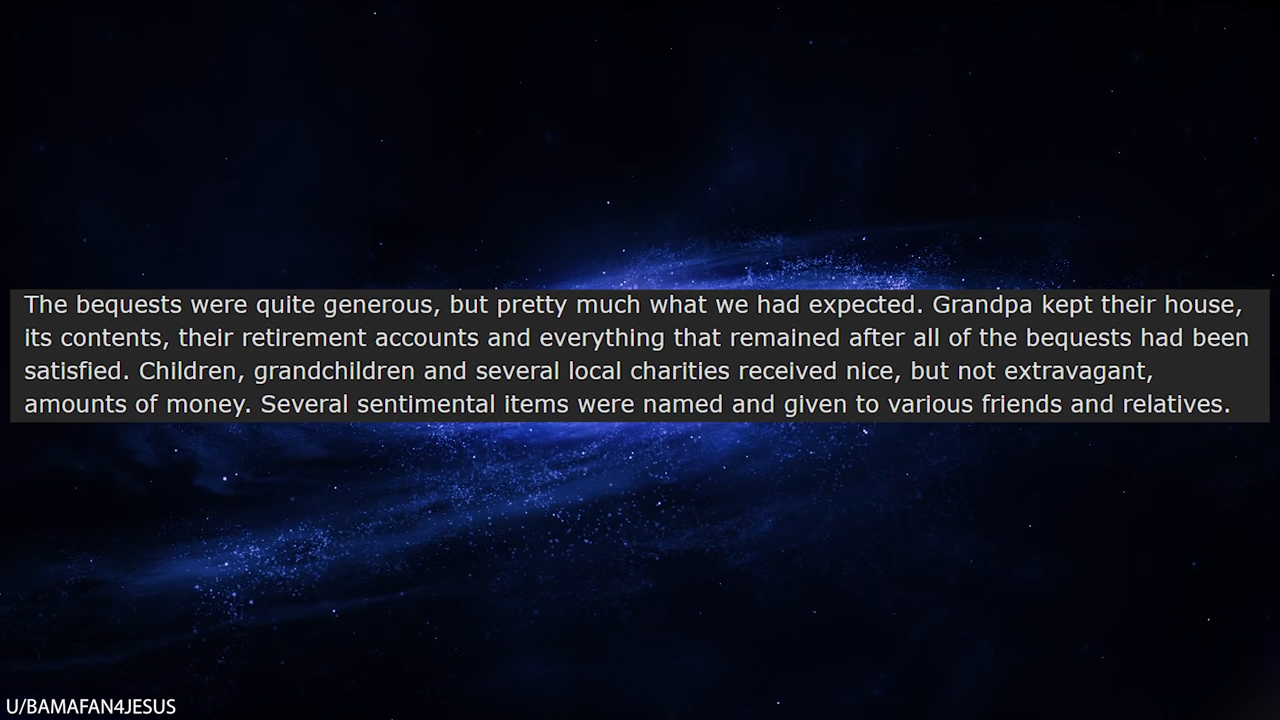 The bequests were quite generous, but pretty much what we had expected. Grandpa kept their house,
its contents, their retirement accounts and everything that remained after all of the bequests had been
satisfied. Children, grandchildren and several local charities received nice, but not extravagant,
amounts of money. Several sentimental items were named and given to various friends and relatives.
U/BAMAFAN4JESUS